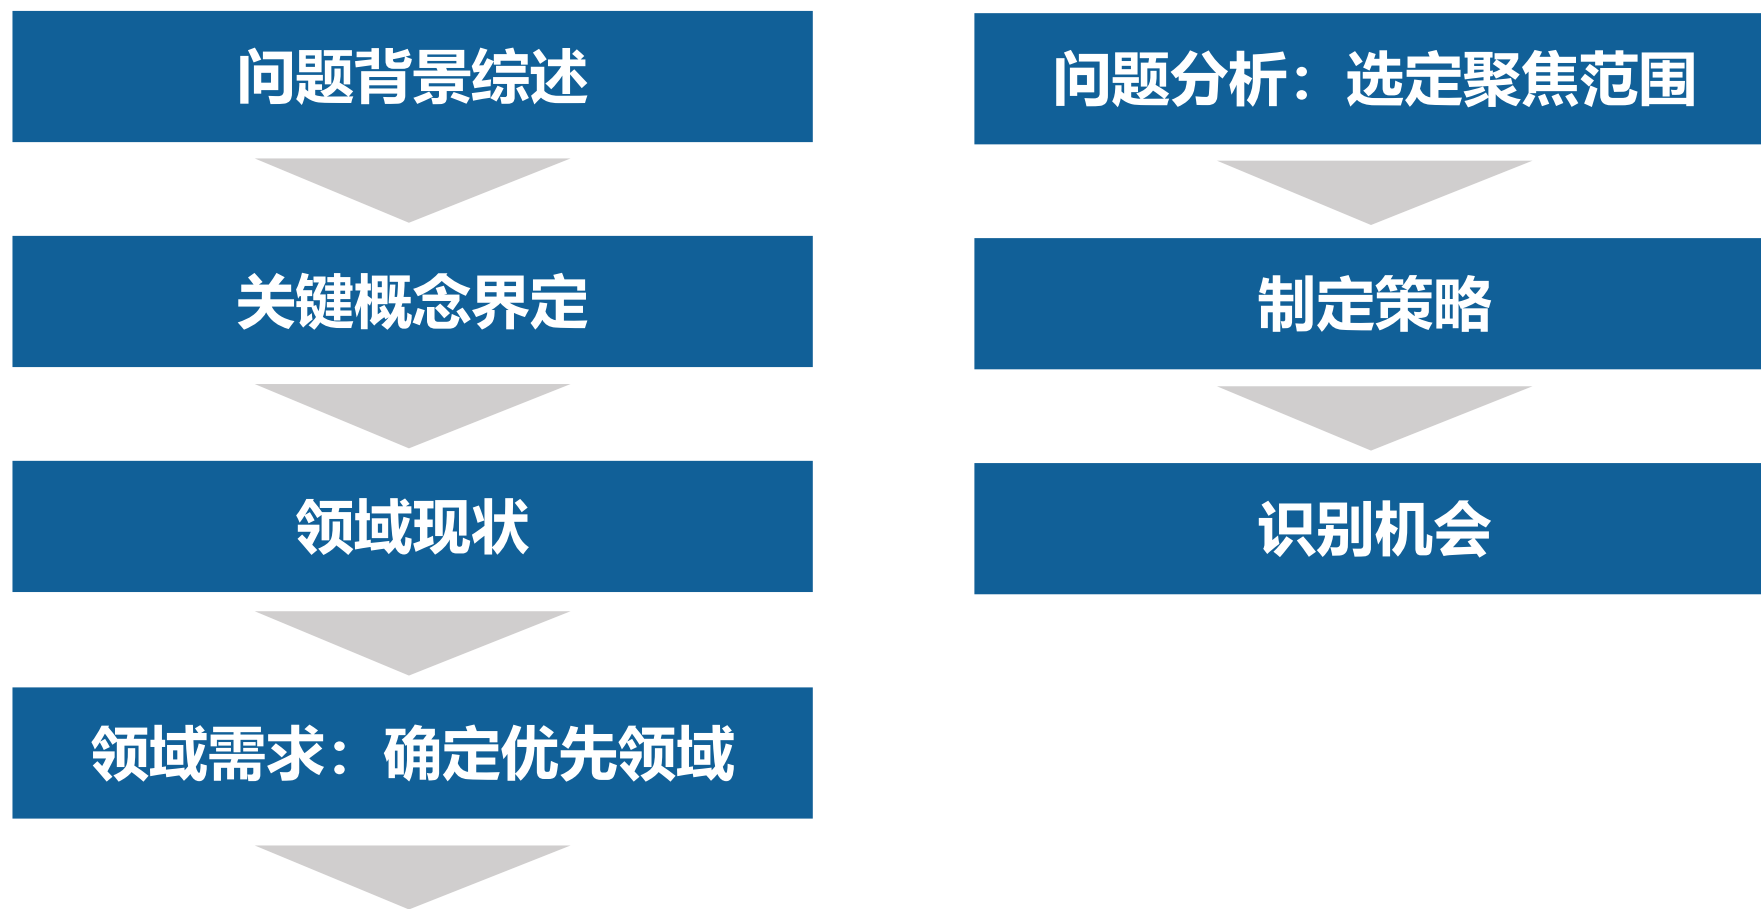 问题背景综述
关键概念界定
领域现状
领域需求：确定优先领域
问题分析：选定聚焦范围
制定策略
识别机会